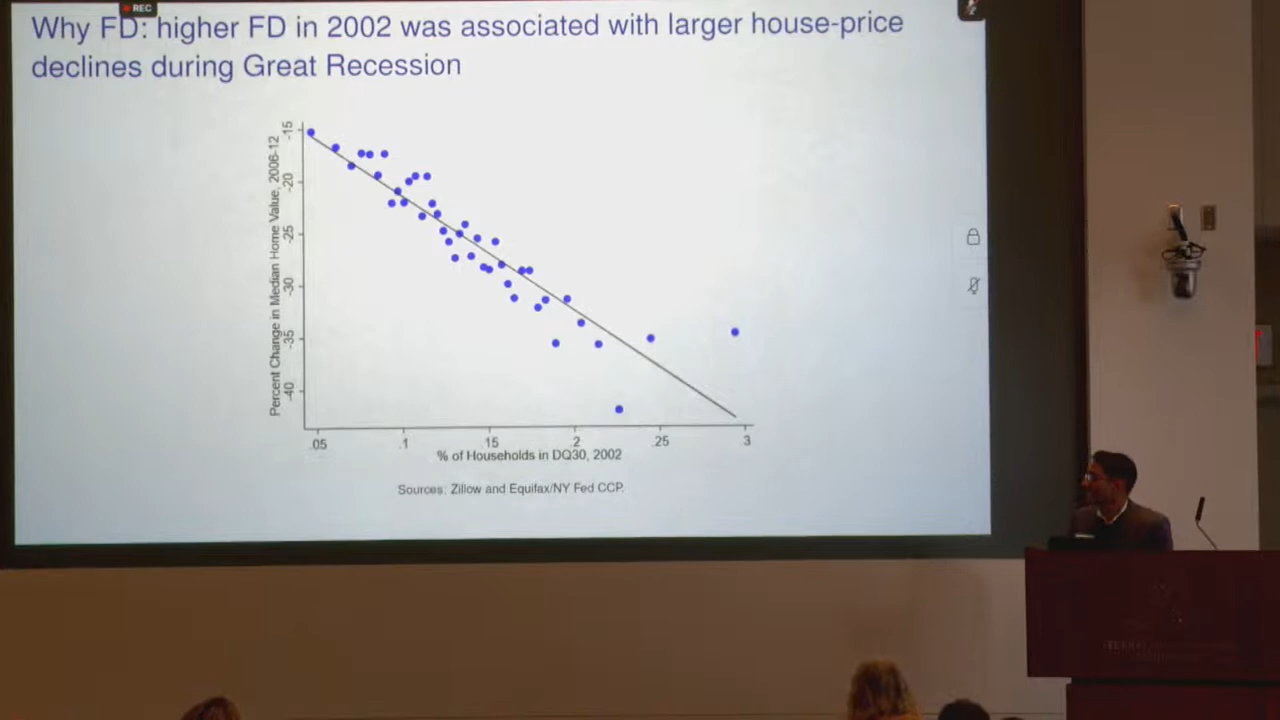 REC
Why FD: higher FD in 2002 was associated with larger house-price
declines during Great Recession
Percent Change in Median Home Value, 2006-12
-15
-20
-25
-30
-35
-40
.05
.1
.15
.2
.25
.3
% of Households in DQ30, 2002
Sources: Zillow and Equifax/NY Fed CCP.